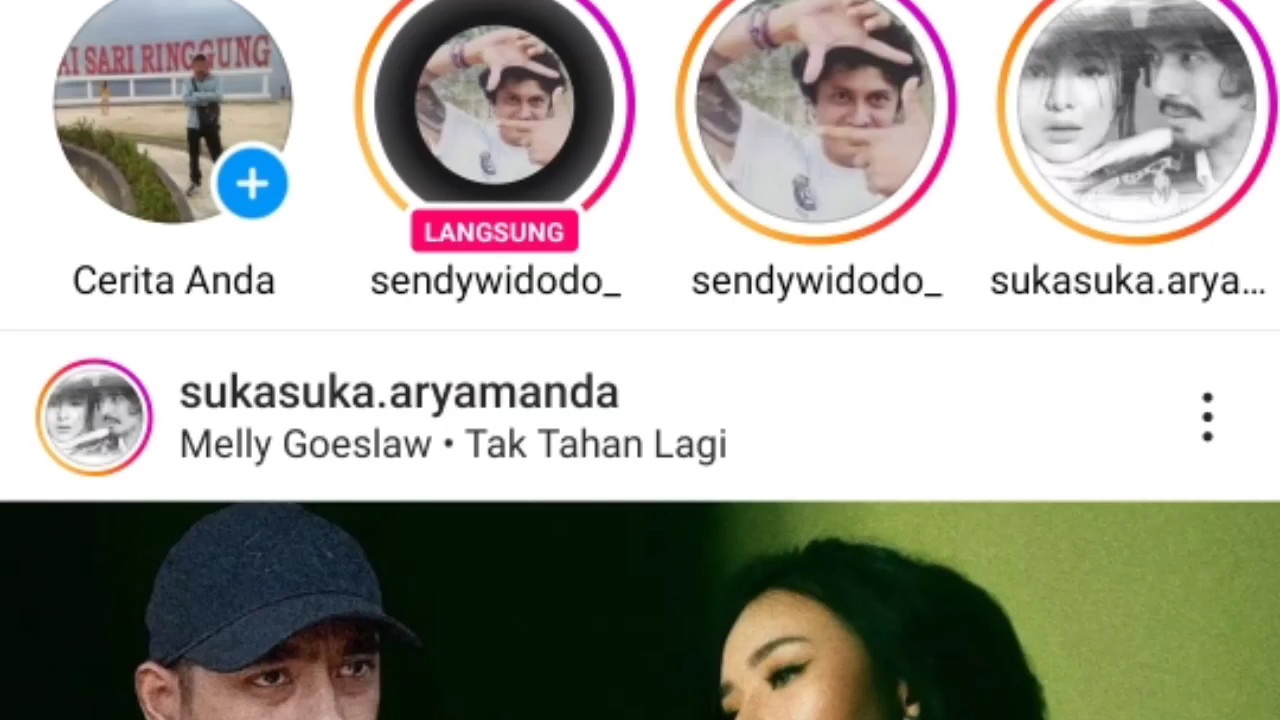 AI SARI RINGGUNG
LANGSUNG
Cerita Anda
sendywidodo_
sendywidodo_
sukasuka.arya...
sukasuka.aryamanda
Melly Goeslaw • Tak Tahan Lagi